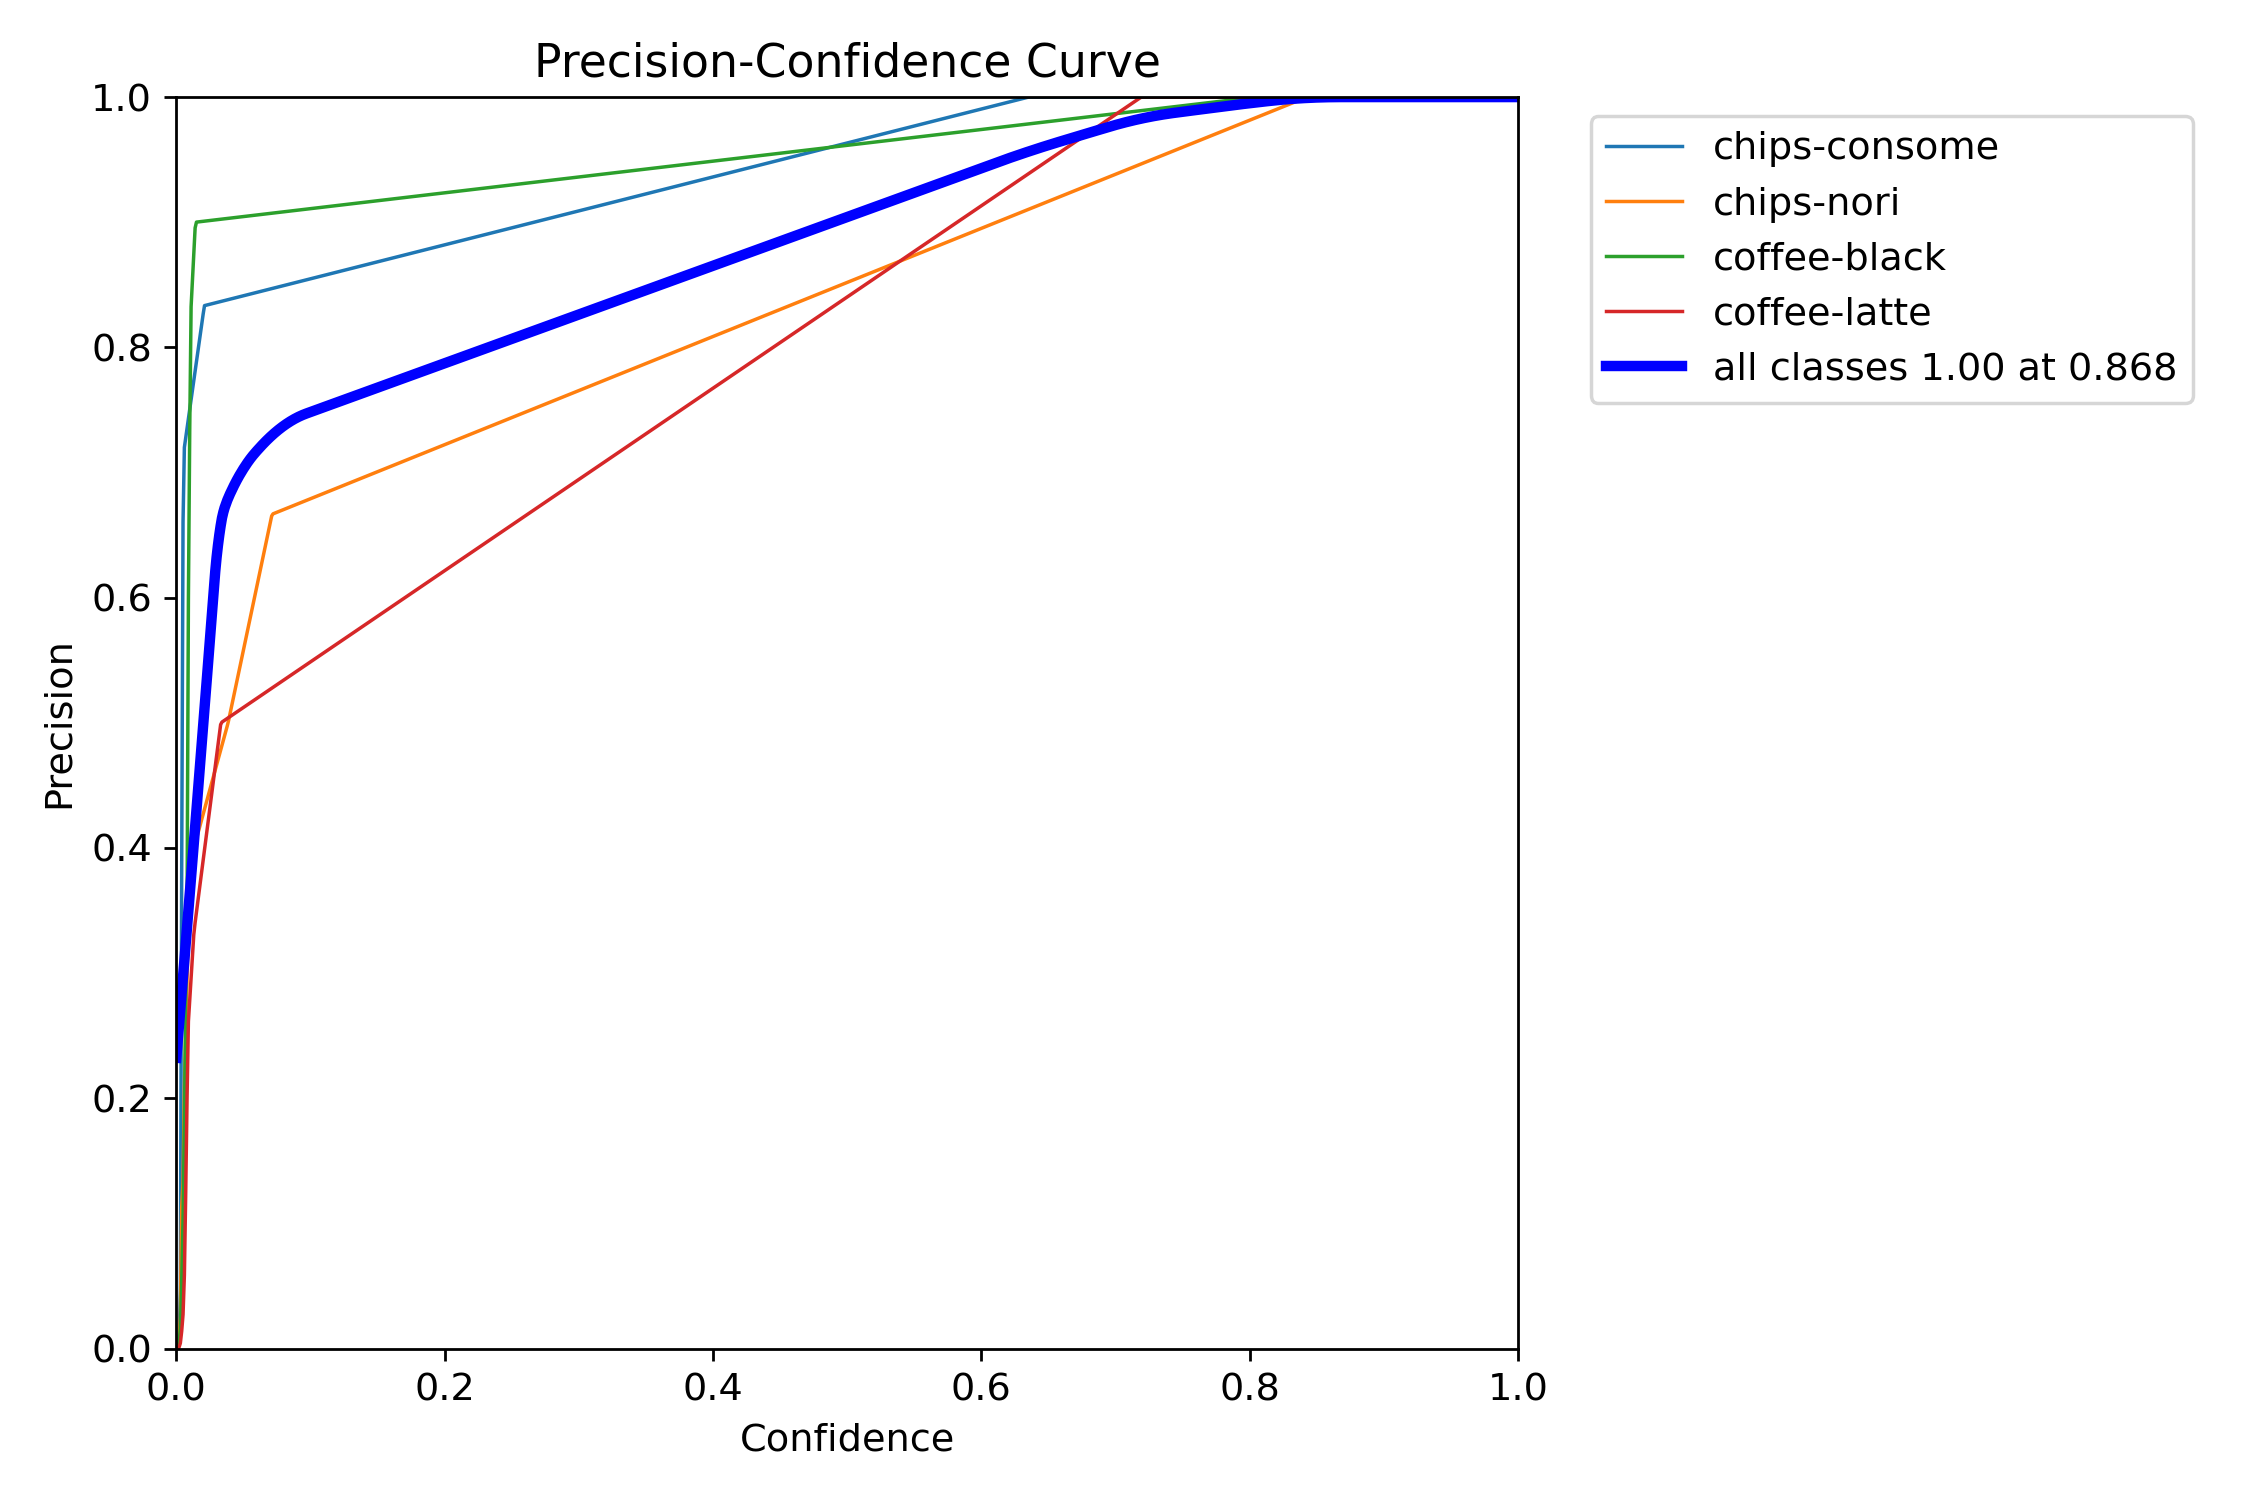 Precision-Confidence Curve
1.0
0.8
0.6
0.4
0.2
0.0
Precision
0.0 0.2 0.4 0.6 0.8 1.0
Confidence
chips-consome
chips-nori
coffee-black
coffee-latte
all classes 1.00 at 0.868